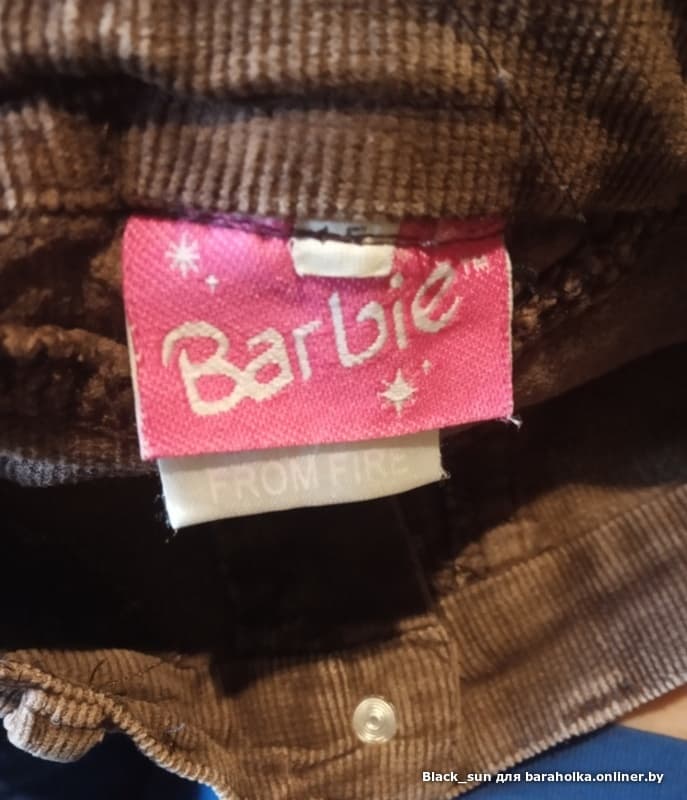 Barbie™
FROM FIRE
Black_sun для baraholka.onliner.by